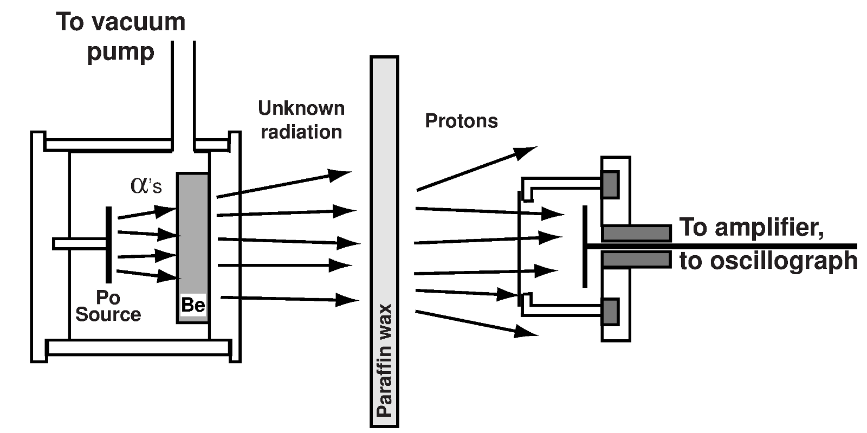 To vacuum
pump
Unknown
radiation
Protons
α's
Po
Source
Be
Paraffin wax
To amplifier,
to oscillograph